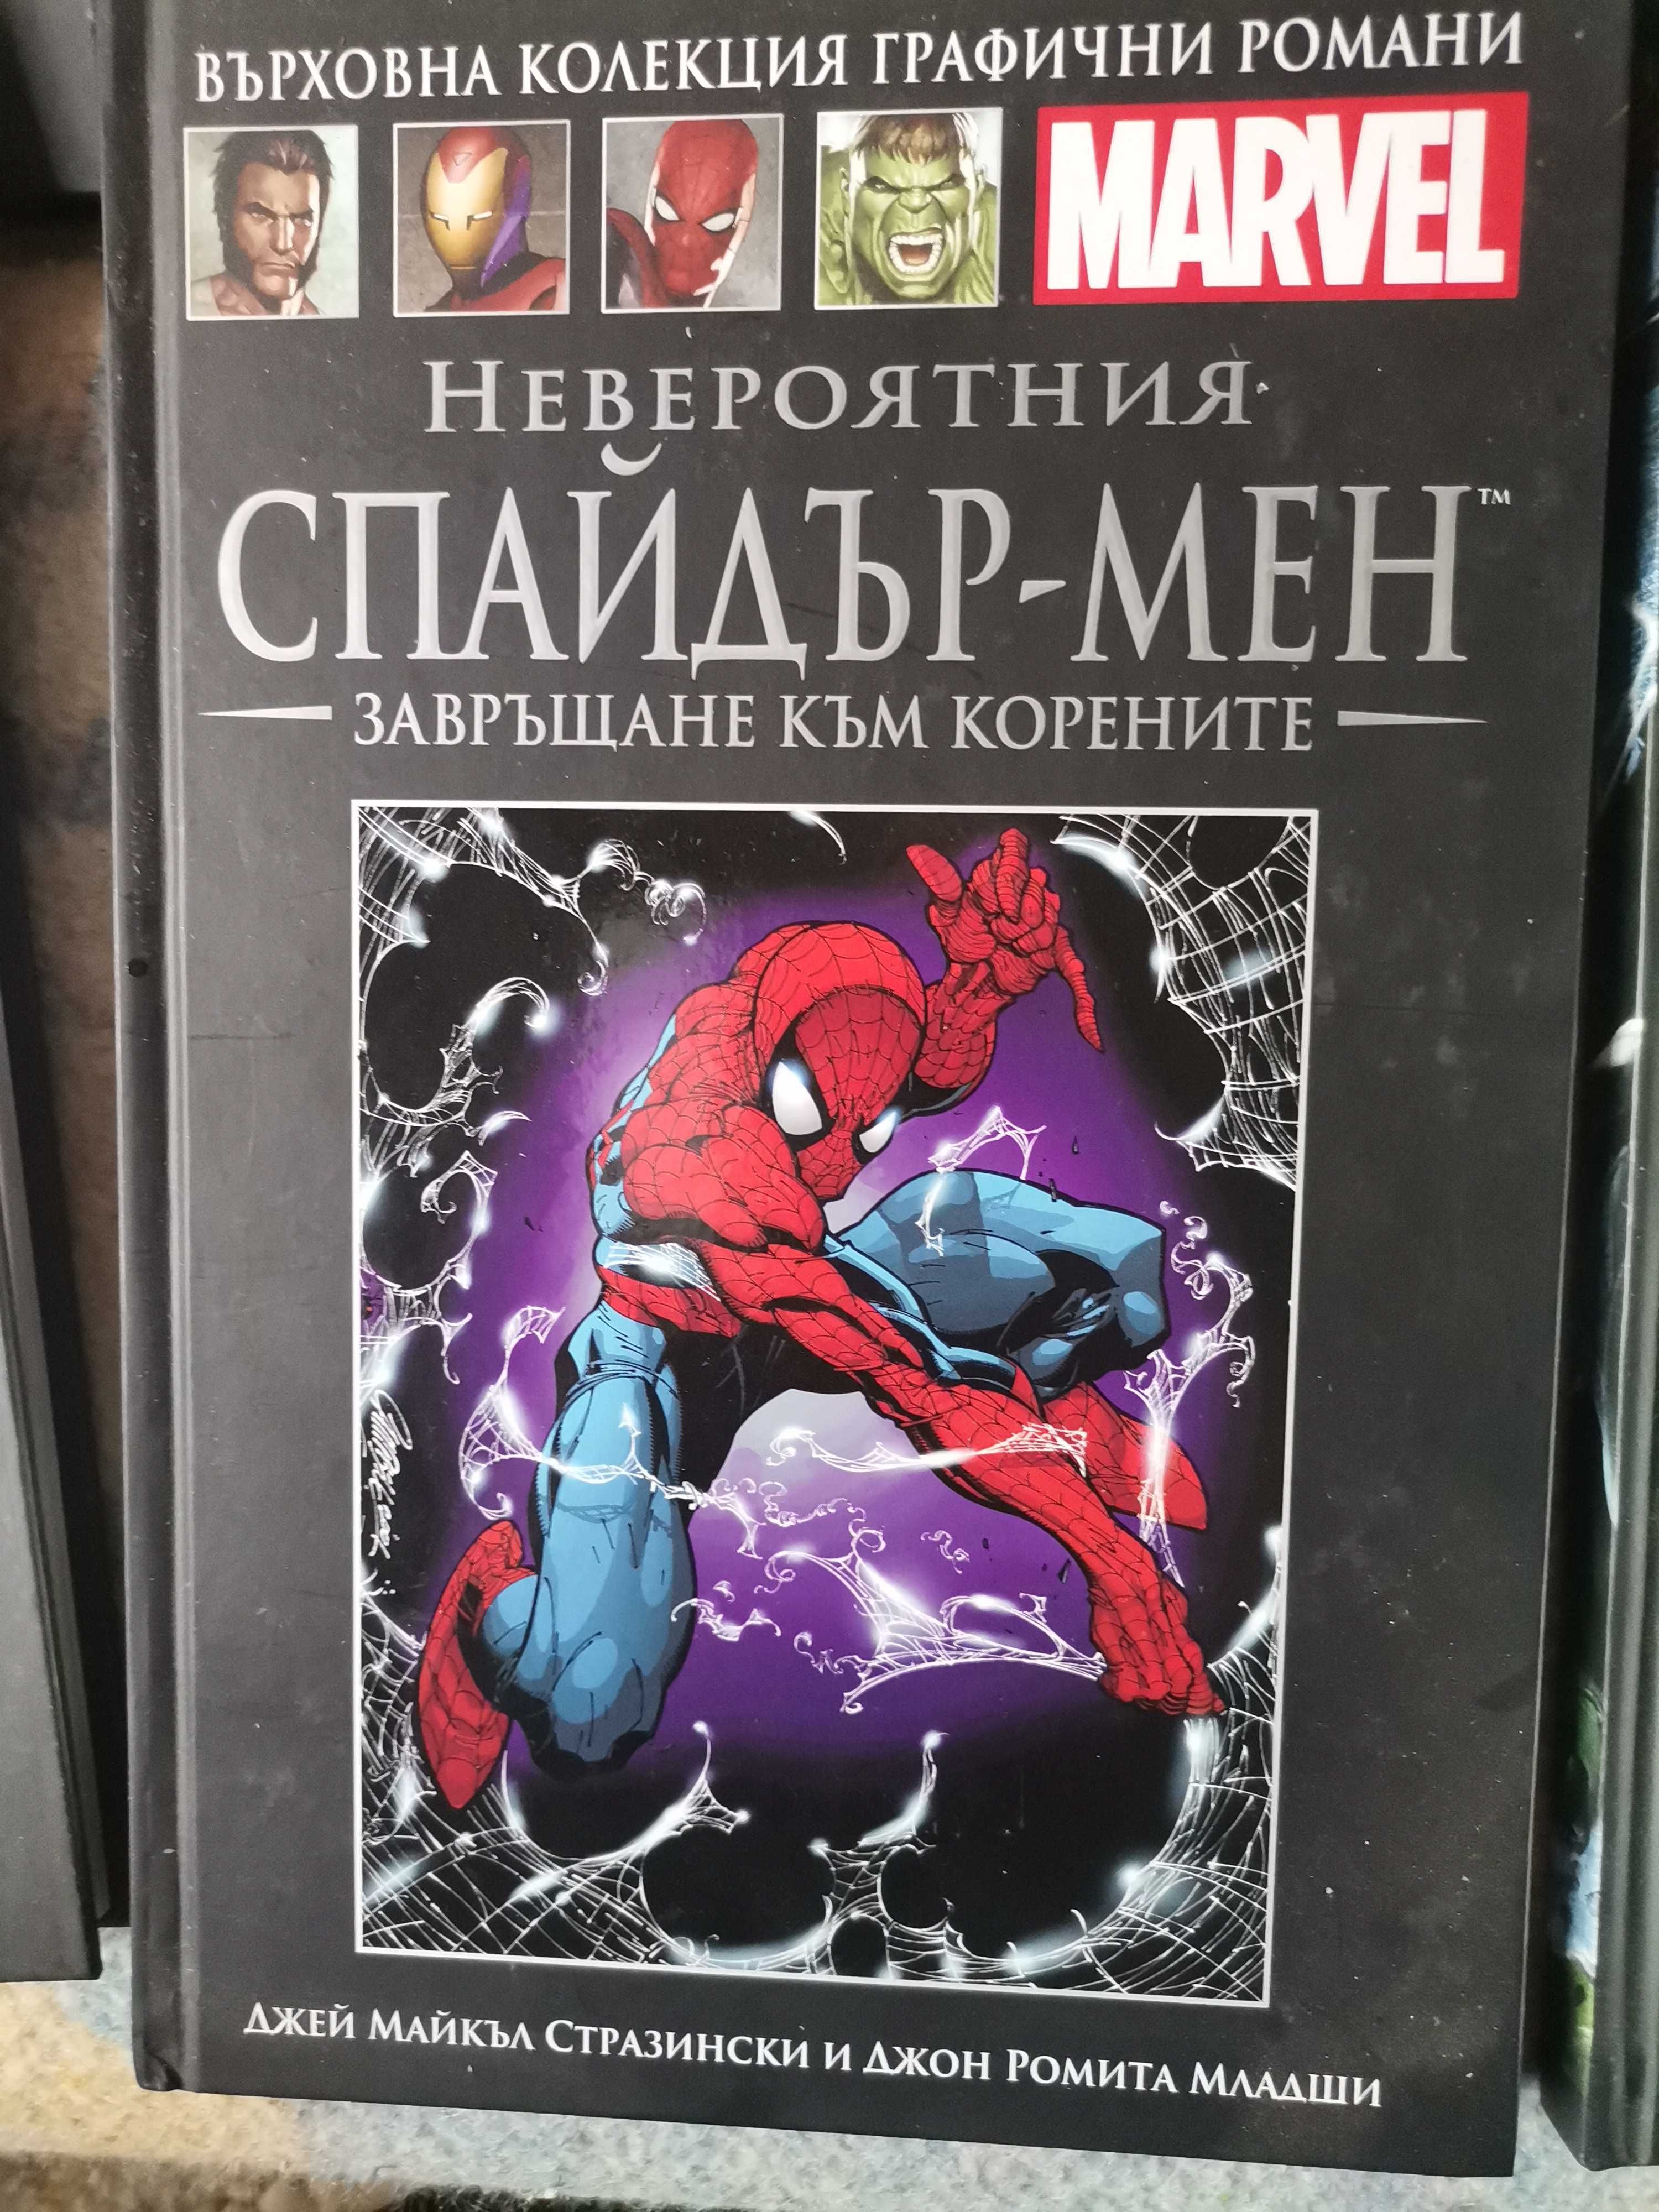 ВЪРХОВНА КОЛЕКЦИЯ ГРАФИЧНИ РОМАНИ
MARVEL
НЕВЕРОЯТНИЯ
СПАЙДЪР-МЕН™
ЗАВРЪЩАНЕ КЪМ КОРЕНИТЕ
ДЖЕЙ МАЙКЪЛ СТРАЗИНСКИ И ДЖОН РОМИТА МЛАДШИ